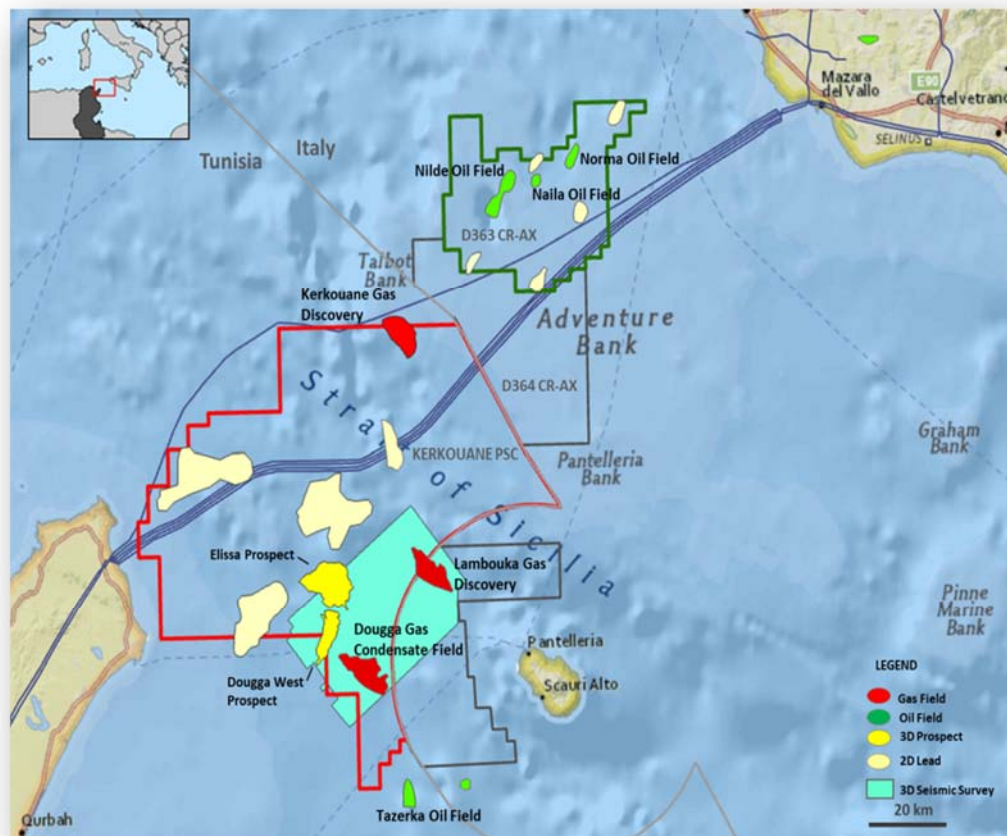 Mazara
del Vallo
E90
Castelvetrano
SELINUS
Tunisia
Italy
Nilde Oil Field
Norma Oil Field
Naila Oil Field
D363 CR-AX
Talbot
Bank
Kerkouane Gas
Discovery
Adventure
Bank
D364 CR-AX
Strait of Sicilia
KERKOUANE PSC
Graham
Bank
Pantelleria
Bank
Elissa Prospect
Lambouka Gas
Discovery
Pinne
Marine
Bank
Dougga Gas
Condensate Field
Pantelleria
Dougga West
Prospect
Scauri Alto
LEGEND
Gas Field
Oil Field
3D Prospect
2D Lead
3D Seismic Survey
20 km
Tazerka Oil Field
Qurbah